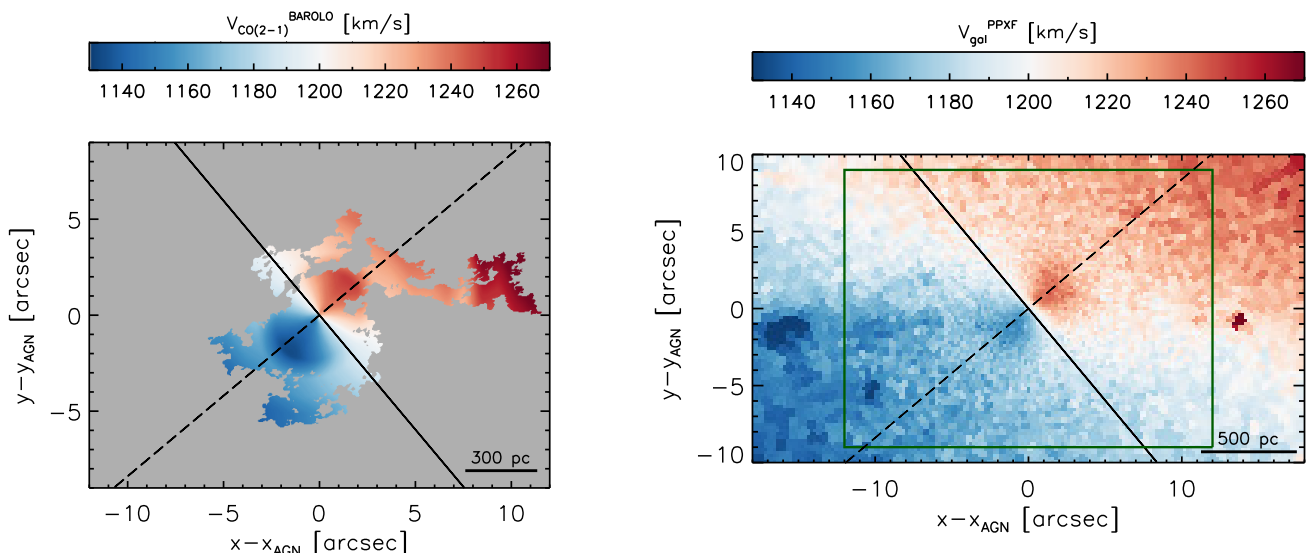 V_CO(2-1)^BAROLO [km/s]
1140 1160 1180 1200 1220 1240 1260
y-y_AGN [arcsec]
5
0
-5
300 pc
-10 -5 0 5 10
x-x_AGN [arcsec]
V_gal^PPXF [km/s]
1140 1160 1180 1200 1220 1240 1260
y-y_AGN [arcsec]
10
5
0
-5
-10
500 pc
-10 0 10
x-x_AGN [arcsec]